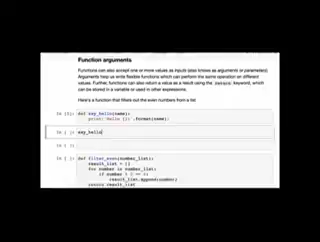 Function arguments
Functions can also accept one or more values as inputs (also knows as arguments or parameters).
Arguments help us write flexible functions which can perform the same operation on different
values. Further, functions can also return a value as a result using the return keyword, which
can be stored in a variable or used in other expressions.
Here's a function that filters out the even numbers from a list
def say_hello(name):
print('Hello {}'.format(name))
In [ ]: say_hello
In [ ]:
In [ ]: def filter_even(number_list):
result_list = []
for number in number_list:
if number % 2 == 0:
result_list.append(number)
return result_list